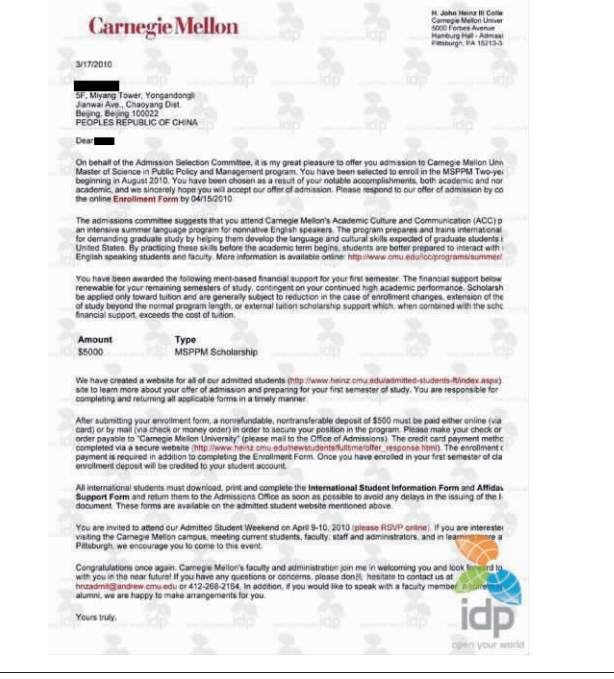 Carnegie Mellon
H. John Heinz III Colle
Carnegie Mellon Univer
5000 Forbes Avenue
Hamburg Hall - Admissi
Pittsburgh, PA 15213-3
3/17/2010
5F, Miyang Tower, Yongandongli
Jianwai Ave., Chaoyang Dist.
Beijing, Beijing 100022
PEOPLES REPUBLIC OF CHINA
Dear
On behalf of the Admission Selection Committee, it is my great pleasure to offer you admission to Carnegie Mellon Univ
Master of Science in Public Policy and Management program. You have been selected to enroll in the MSPPM Two-ye
beginning in August 2010. You have been chosen as a result of your notable accomplishments, both academic and non
academic, and we sincerely hope you will accept our offer of admission. Please respond to our offer of admission by co
the online Enrollment Form by 04/15/2010.
The admissions committee suggests that you attend Carnegie Mellon's Academic Culture and Communication (ACC) p
an intensive summer language program for nonnative English speakers. The program prepares and trains international
for demanding graduate study by helping them develop the language and cultural skills expected of graduate students i
United States. By practicing these skills before the academic term begins, students are better prepared to interact with
English speaking students and faculty. More information is available online: http://www.cmu.edu/icc/programs/summer/
You have been awarded the following merit-based financial support for your first semester. The financial support below
renewable for your remaining semesters of study, contingent on your continued high academic performance. Scholarsh
be applied only toward tuition and are generally subject to reduction in the case of enrollment changes, extension of the
of study beyond the normal program length, or external tuition scholarship support which, when combined with the scho
financial support, exceeds the cost of tuition.
Amount Type
$5000 MSPPM Scholarship
We have created a website for all of our admitted students (http://www.heinz.cmu.edu/admitted-students-ft/index.aspx).
site to learn more about your offer of admission and preparing for your first semester of study. You are responsible for
completing and returning all applicable forms in a timely manner.
After submitting your enrollment form, a nonrefundable, nontransferable deposit of $500 must be paid either online (via
card) or by mail (via check or money order) in order to secure your position in the program. Please make your check or
order payable to "Carnegie Mellon University" (please mail to the Office of Admissions). The credit card payment metho
completed via a secure website (http://www.heinz.cmu.edu/newstudents/fulltime/offer_response.html). The enrollment
payment is required in addition to completing the Enrollment Form. Once you have enrolled in your first semester of cla
enrollment deposit will be credited to your student account.
All international students must download, print and complete the International Student Information Form and Affidav
Support Form and return them to the Admissions Office as soon as possible to avoid any delays in the issuing of the I-
document. These forms are available on the admitted student website mentioned above.
You are invited to attend our Admitted Student Weekend on April 9-10, 2010 (please RSVP online). If you are interested
visiting the Carnegie Mellon campus, meeting current students, faculty, staff and administrators, and in learning more a
Pittsburgh, we encourage you to come to this event.
Congratulations once again. Carnegie Mellon's faculty and administration join me in welcoming you and look forward to
with you in the near future! If you have any questions or concerns, please don hesitate to contact us at
hnzadmit@andrew.cmu.edu or 412-268-2164. In addition, if you would like to speak with a faculty member,
alumni, we are happy to make arrangements for you.
Yours truly,
idp
open your world